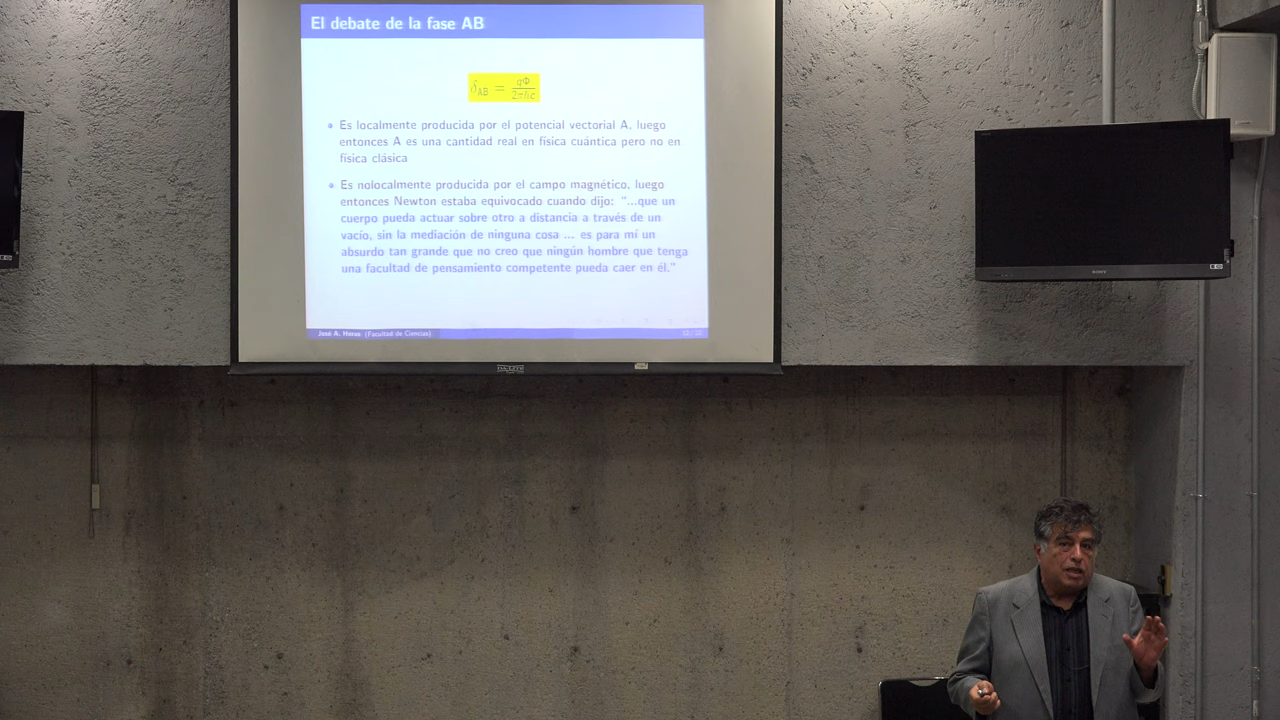 El debate de la fase AB
δ_AB = qΦ / 2πℏc
Es localmente producida por el potencial vectorial A, luego
entonces A es una cantidad real en física cuántica pero no en
física clásica
Es nolocalmente producida por el campo magnético, luego
entonces Newton estaba equivocado cuando dijo: "...que un
cuerpo pueda actuar sobre otro a distancia a través de un
vacío, sin la mediación de ninguna cosa ... es para mí un
absurdo tan grande que no creo que ningún hombre que tenga
una facultad de pensamiento competente pueda caer en él."
José A. Heras (Facultad de Ciencias)
DA-LITE
SONY